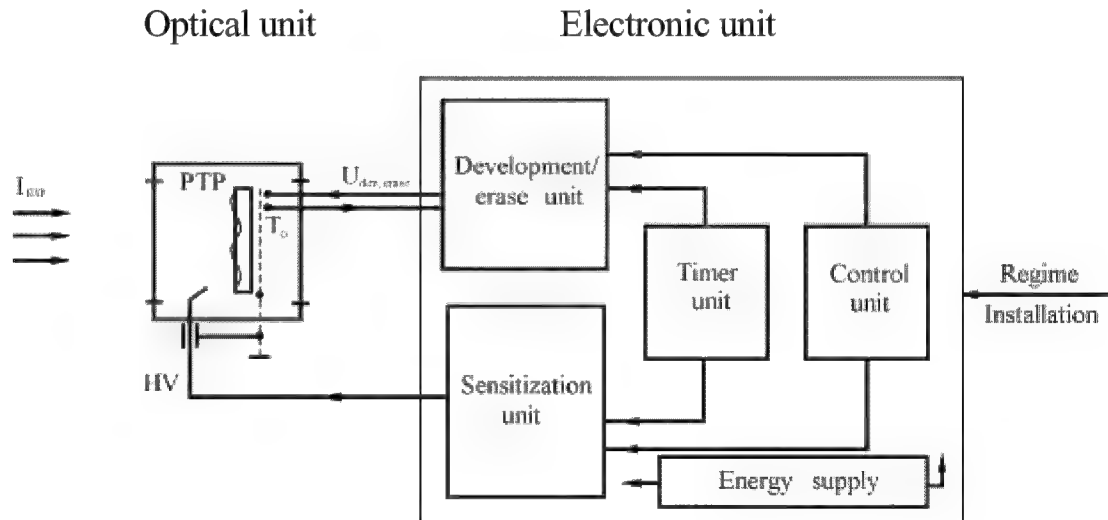 Optical unit
Electronic unit
PTP
Development/
erase unit
T₀
Timer
unit
Control
unit
Regime
Installation
HV
Sensitization
unit
Energy supply